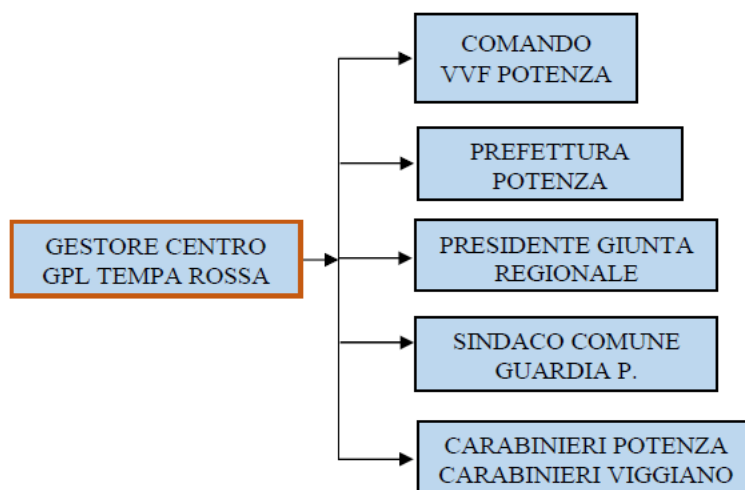 COMANDO
VVF POTENZA
PREFETTURA
POTENZA
GESTORE CENTRO
GPL TEMPA ROSSA
PRESIDENTE GIUNTA
REGIONALE
SINDACO COMUNE
GUARDIA P.
CARABINIERI POTENZA
CARABINIERI VIGGIANO